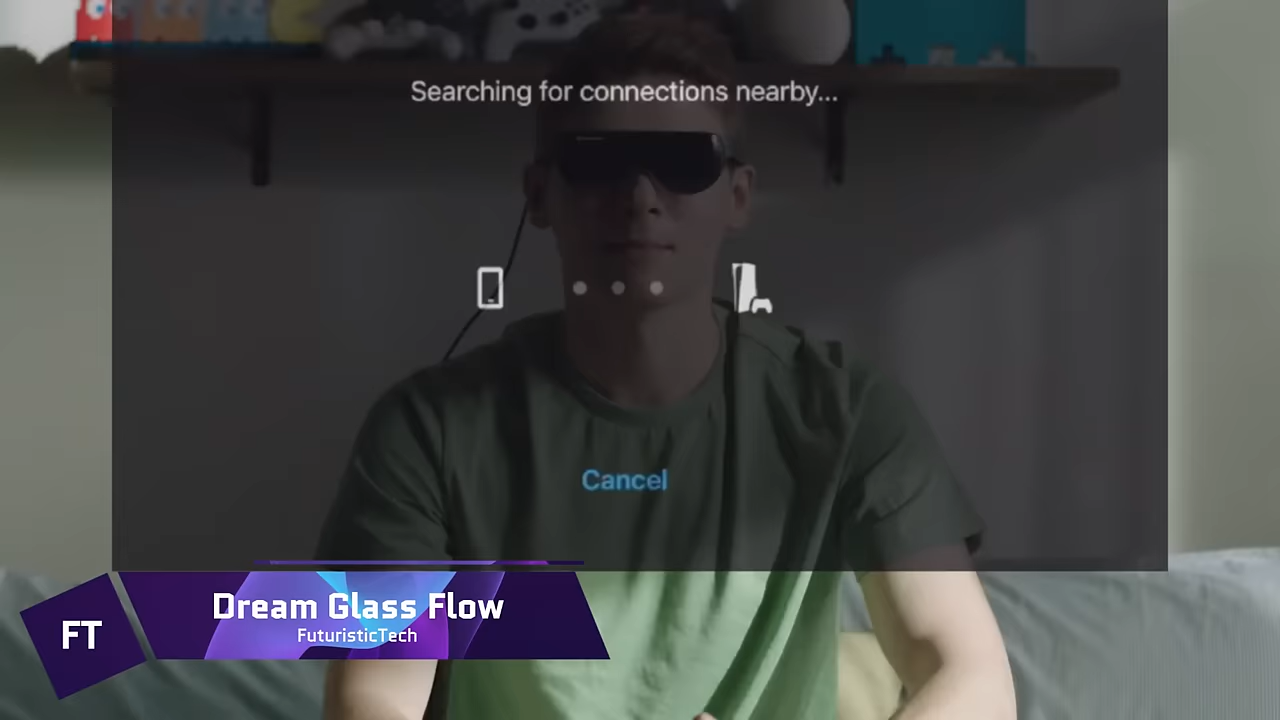 Searching for connections nearby...
Cancel
FT
Dream Glass Flow
FuturisticTech